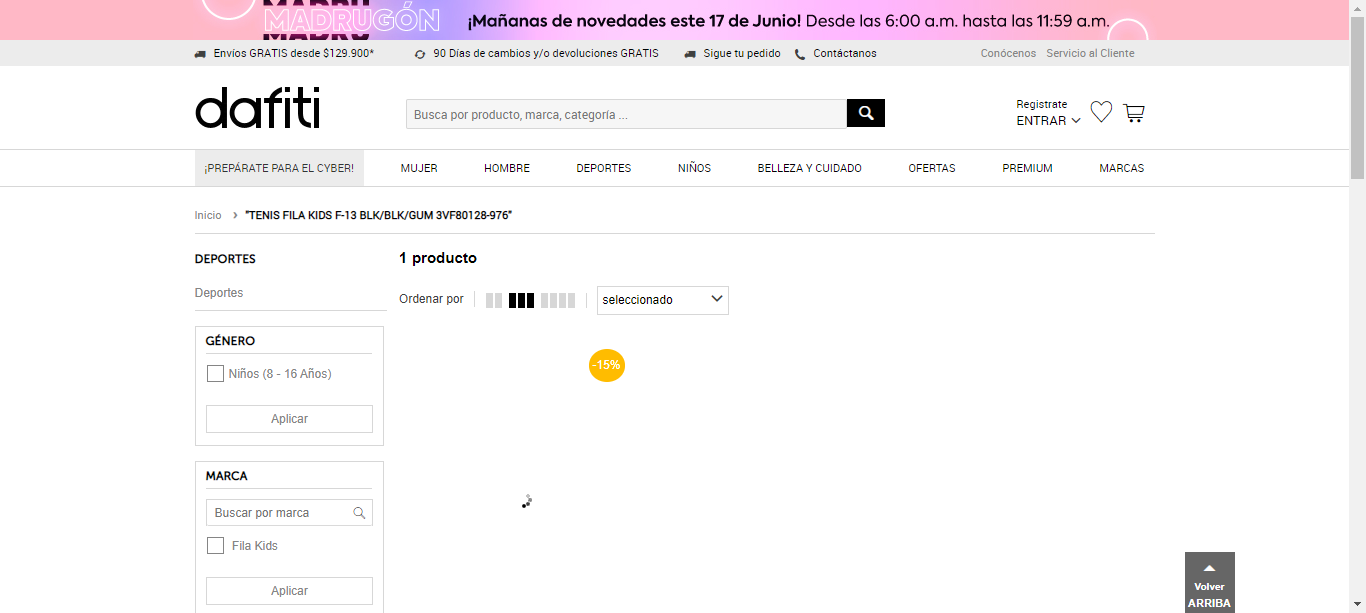 MADRU
MADRUGÓN
MADRU
¡Mañanas de novedades este 17 de Junio! Desde las 6:00 a.m. hasta las 11:59 a.m.
Envíos GRATIS desde $129.900* 90 Días de cambios y/o devoluciones GRATIS Sigue tu pedido Contáctanos Conócenos Servicio al Cliente
dafiti
Busca por producto, marca, categoría ...
Registrate
ENTRAR
¡PREPÁRATE PARA EL CYBER! MUJER HOMBRE DEPORTES NIÑOS BELLEZA Y CUIDADO OFERTAS PREMIUM MARCAS
Inicio › "TENIS FILA KIDS F-13 BLK/BLK/GUM 3VF80128-976"
DEPORTES
Deportes
1 producto
Ordenar por seleccionado
GÉNERO
Niños (8 - 16 Años)
Aplicar
-15%
MARCA
Buscar por marca
Fila Kids
Aplicar
Volver
ARRIBA